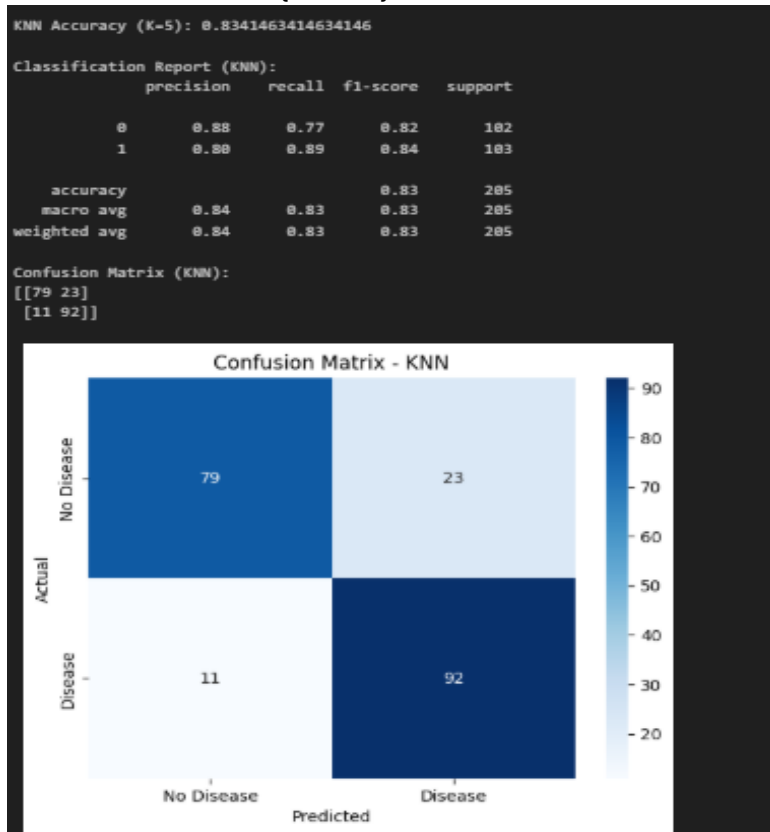 KNN Accuracy (K=5): 0.8341463414634146
Classification Report (KNN):
precision recall f1-score support
0 0.88 0.77 0.82 102
1 0.80 0.89 0.84 103
accuracy 0.83 205
macro avg 0.84 0.83 0.83 205
weighted avg 0.84 0.83 0.83 205
Confusion Matrix (KNN):
[[79 23]
[11 92]]
Confusion Matrix - KNN
90
80
70
60
50
40
30
20
Actual
No Disease
79 23
Disease
11 92
No Disease Disease
Predicted